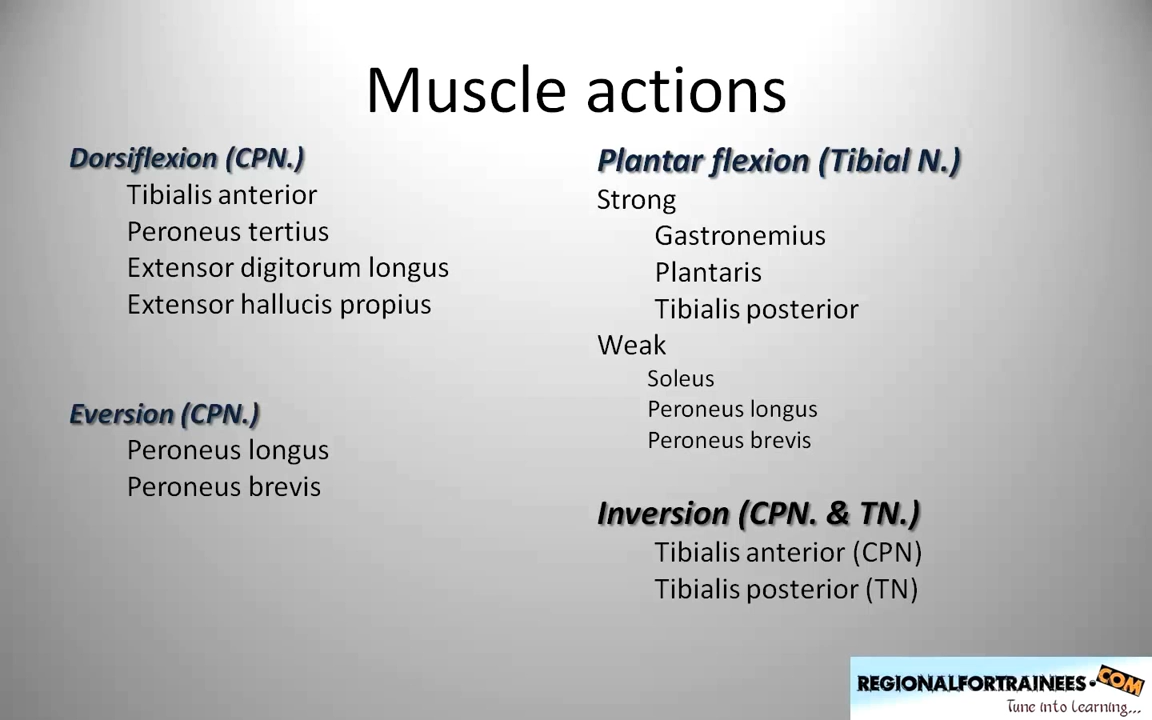 Muscle actions
Dorsiflexion (CPN.)
Tibialis anterior
Peroneus tertius
Extensor digitorum longus
Extensor hallucis propius
Eversion (CPN.)
Peroneus longus
Peroneus brevis
Plantar flexion (Tibial N.)
Strong
Gastronemius
Plantaris
Tibialis posterior
Weak
Soleus
Peroneus longus
Peroneus brevis
Inversion (CPN. & TN.)
Tibialis anterior (CPN)
Tibialis posterior (TN)
REGIONALFORTRAINEES.COM
Tune into Learning...